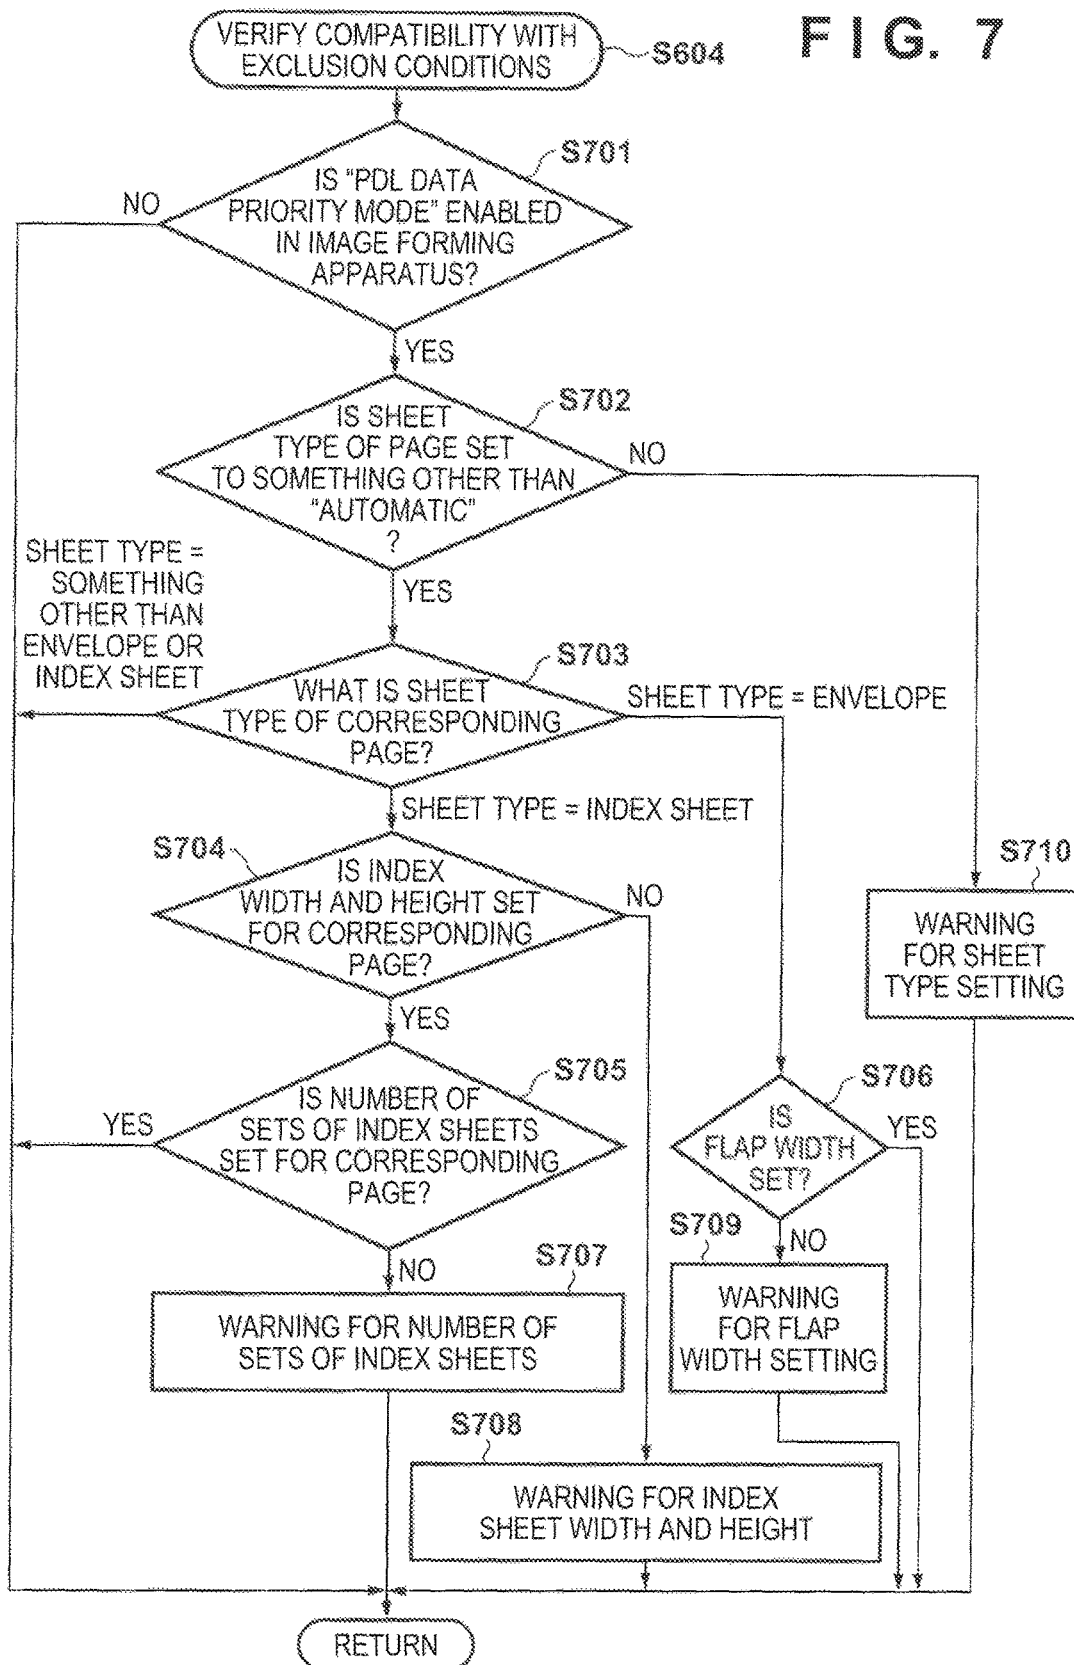 FIG. 7
VERIFY COMPATIBILITY WITH
EXCLUSION CONDITIONS
S604
S701
IS "PDL DATA
PRIORITY MODE" ENABLED
IN IMAGE FORMING
APPARATUS?
NO
YES
S702
IS SHEET
TYPE OF PAGE SET
TO SOMETHING OTHER THAN
"AUTOMATIC"
?
NO
YES
SHEET TYPE =
SOMETHING
OTHER THAN
ENVELOPE OR
INDEX SHEET
S703
WHAT IS SHEET
TYPE OF CORRESPONDING
PAGE?
SHEET TYPE = ENVELOPE
SHEET TYPE = INDEX SHEET
S704
IS INDEX
WIDTH AND HEIGHT SET
FOR CORRESPONDING
PAGE?
NO
YES
S710
WARNING
FOR SHEET
TYPE SETTING
S705
IS NUMBER OF
SETS OF INDEX SHEETS
SET FOR CORRESPONDING
PAGE?
YES
NO
S706
IS
FLAP WIDTH
SET?
YES
NO
S707
WARNING FOR NUMBER OF
SETS OF INDEX SHEETS
S709
WARNING
FOR FLAP
WIDTH SETTING
S708
WARNING FOR INDEX
SHEET WIDTH AND HEIGHT
RETURN